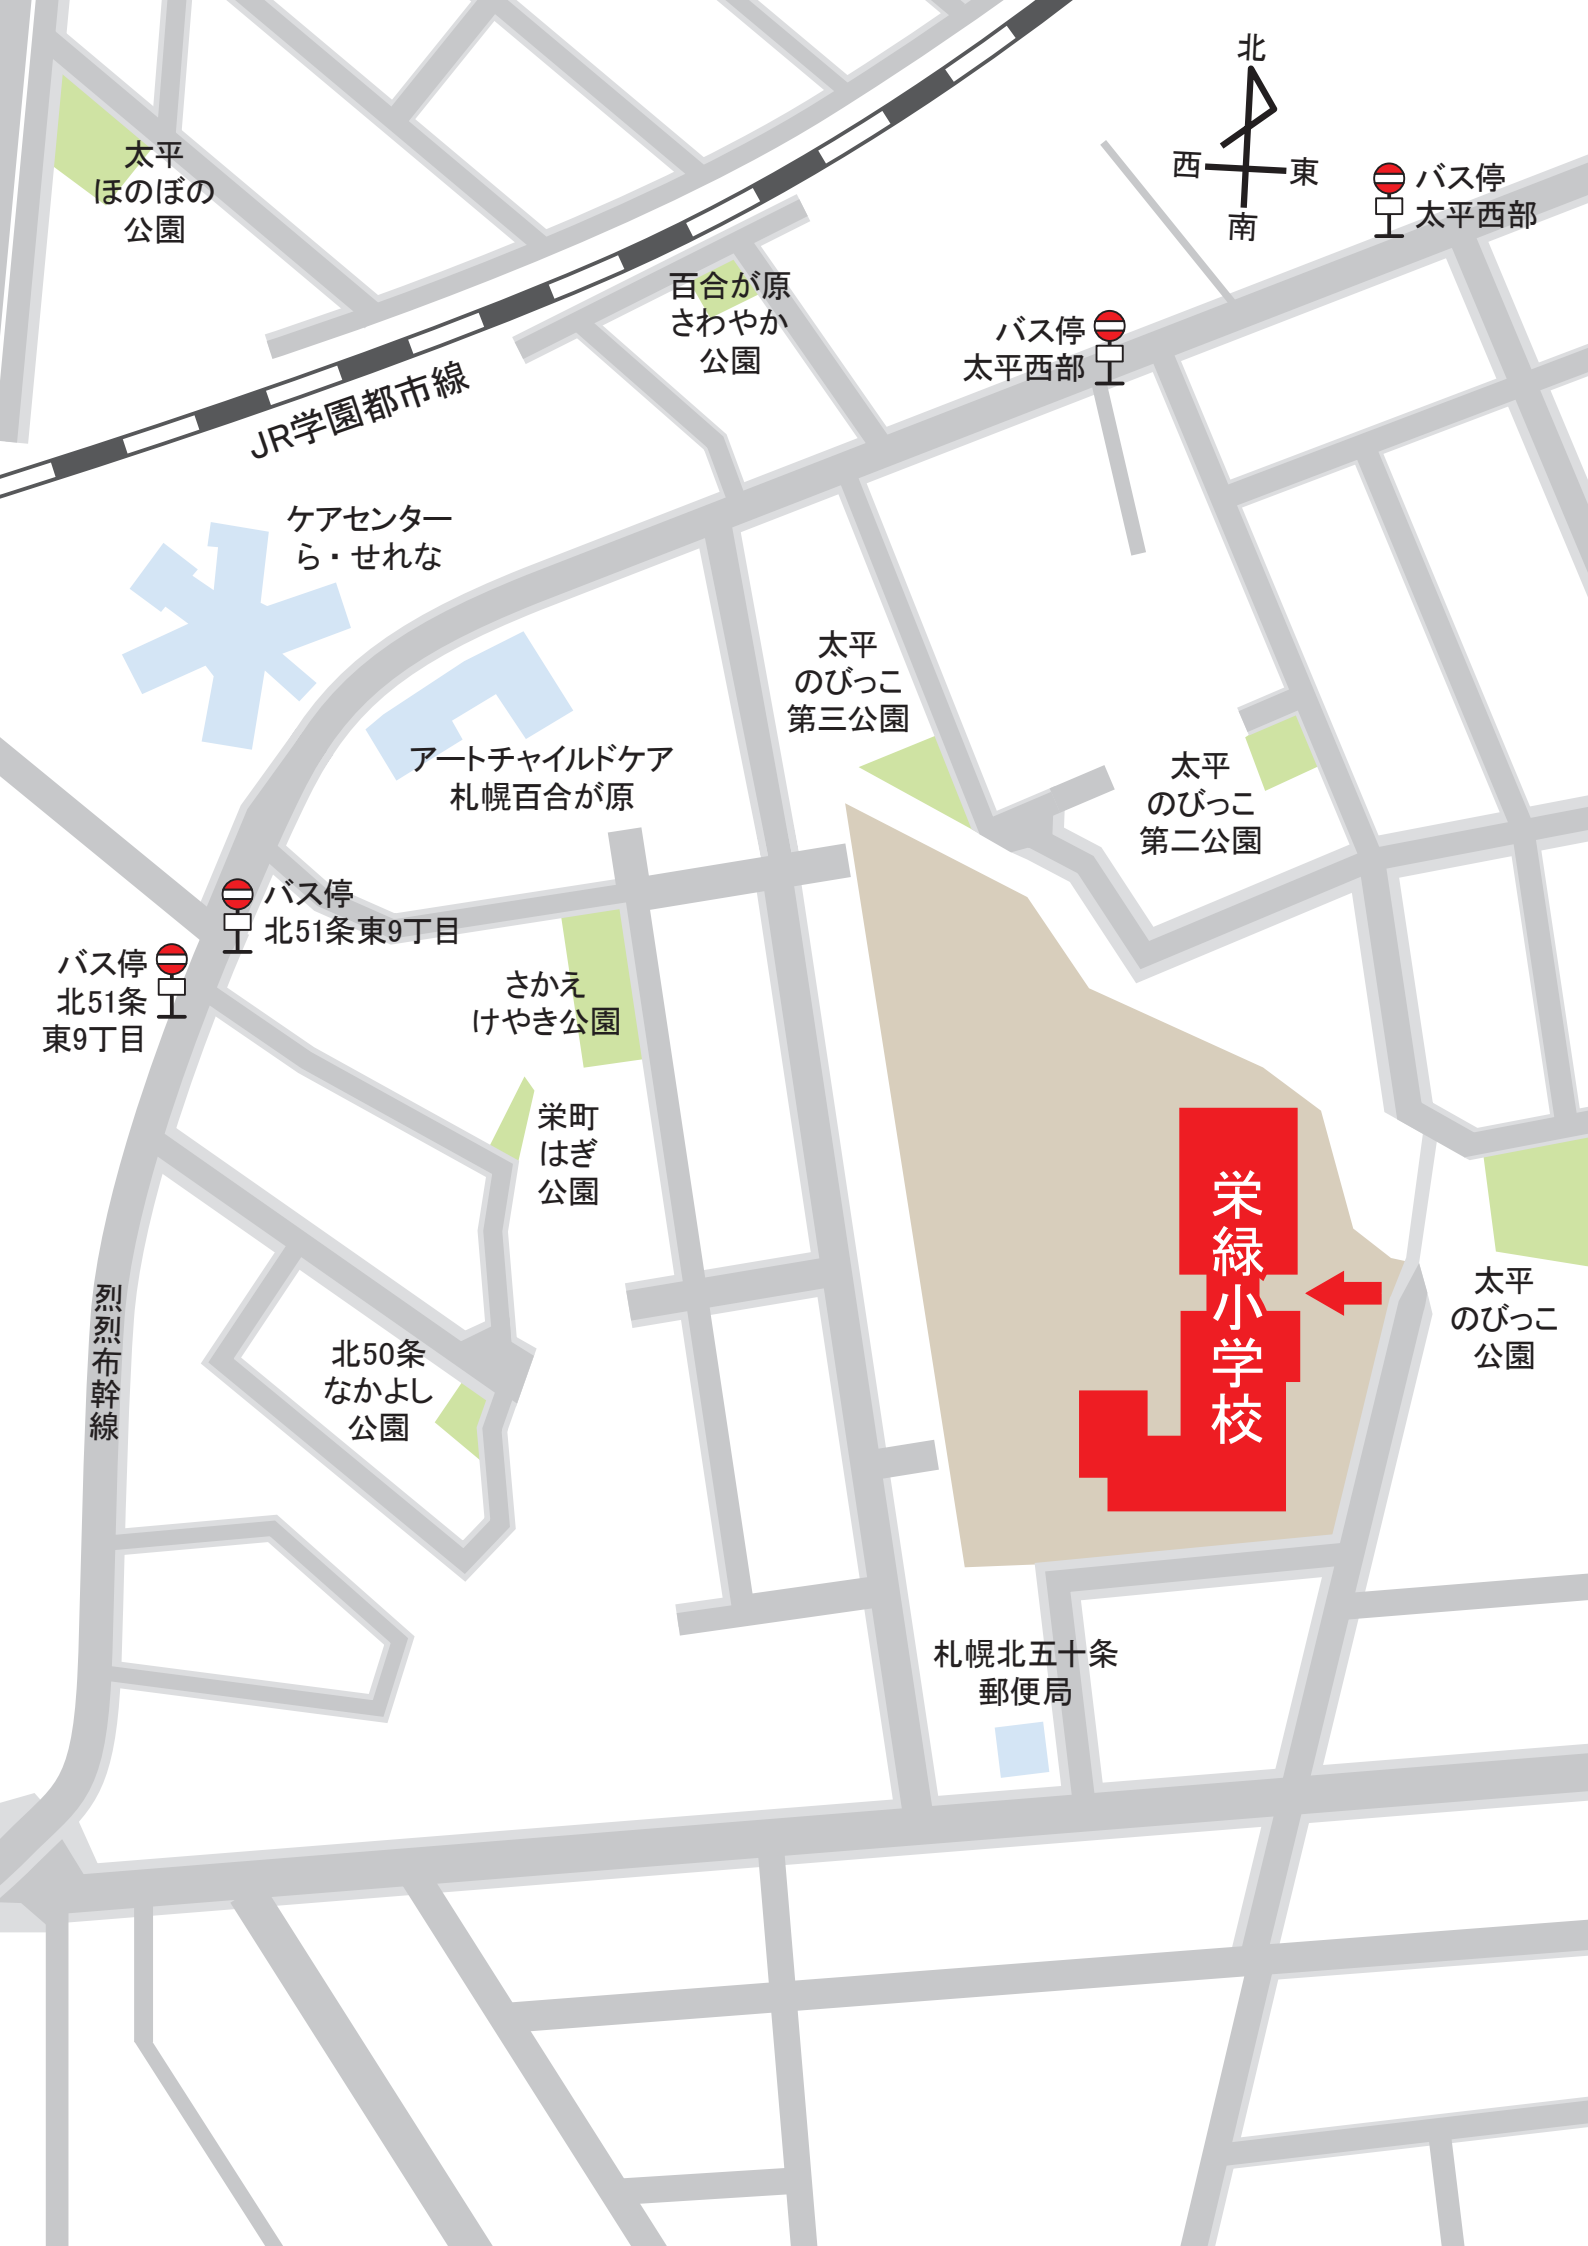 北
西
東
南
バス停
太平西部
太平
ほのぼの
公園
百合が原
さわやか
公園
バス停
太平西部
JR学園都市線
ケアセンター
ら・せれな
太平
のびっこ
第三公園
アートチャイルドケア
札幌百合が原
太平
のびっこ
第二公園
バス停
北51条東9丁目
バス停
北51条
東9丁目
さかえ
けやき公園
栄町
はぎ
公園
栄緑小学校
太平
のびっこ
公園
烈烈布幹線
北50条
なかよし
公園
札幌北五十条
郵便局